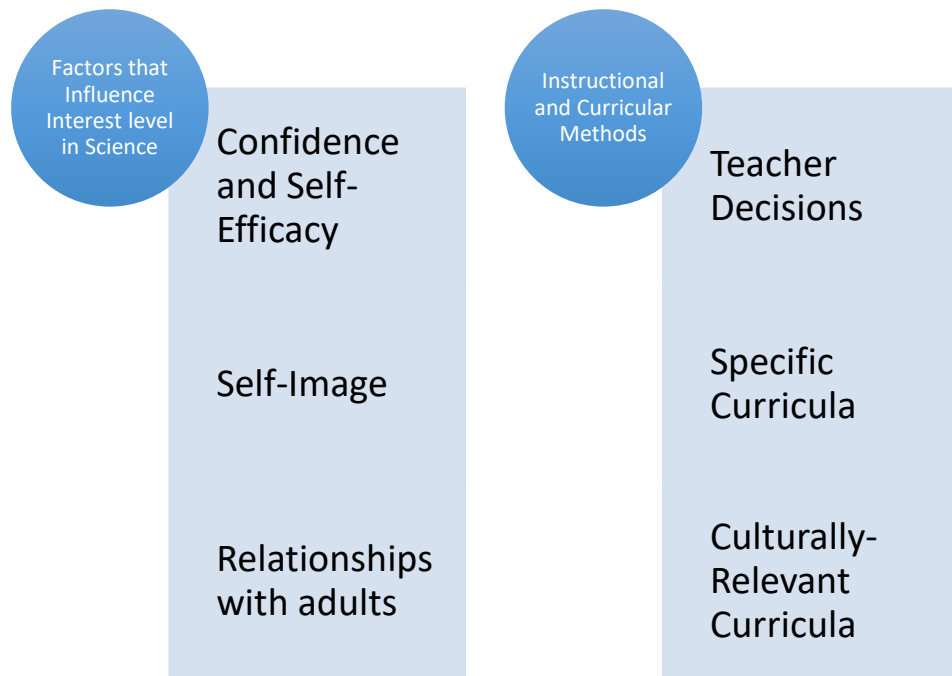 Factors that
Influence
Interest level
in Science
Confidence
and Self-
Efficacy
Self-Image
Relationships
with adults
Instructional
and Curricular
Methods
Teacher
Decisions
Specific
Curricula
Culturally-
Relevant
Curricula